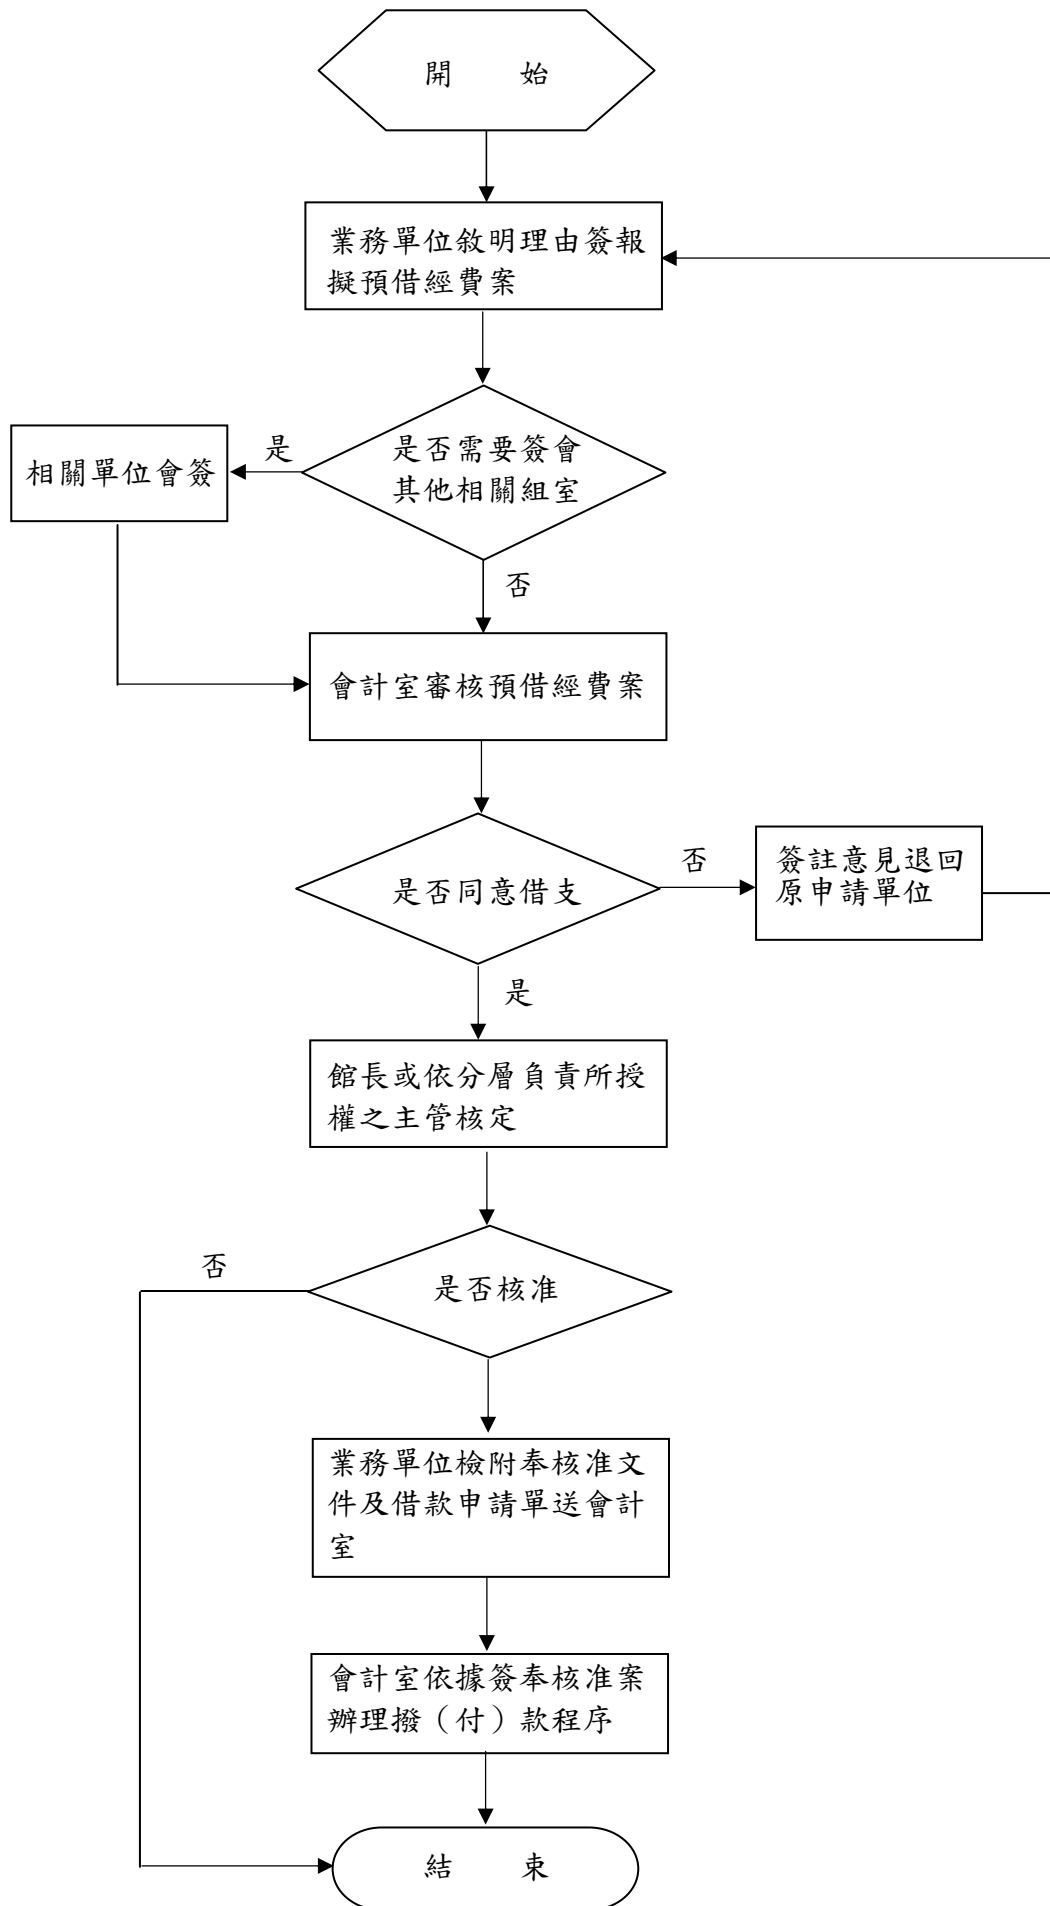 開 始
業務單位敘明理由簽報
擬預借經費案
是否需要簽會
其他相關組室
是
相關單位會簽
否
會計室審核預借經費案
是否同意借支
否
簽註意見退回
原申請單位
是
館長或依分層負責所授
權之主管核定
是否核准
否
業務單位檢附奉核准文
件及借款申請單送會計
室
會計室依據簽奉核准案
辦理撥（付）款程序
結 束